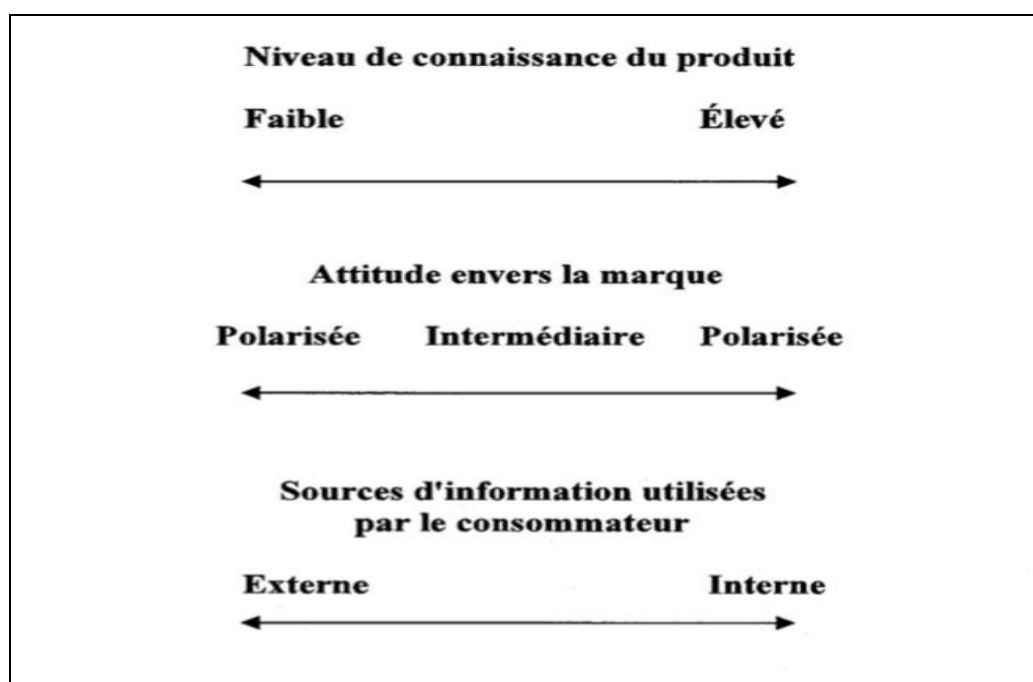 Niveau de connaissance du produit
Faible Élevé
Attitude envers la marque
Polarisée Intermédiaire Polarisée
Sources d'information utilisées
par le consommateur
Externe Interne